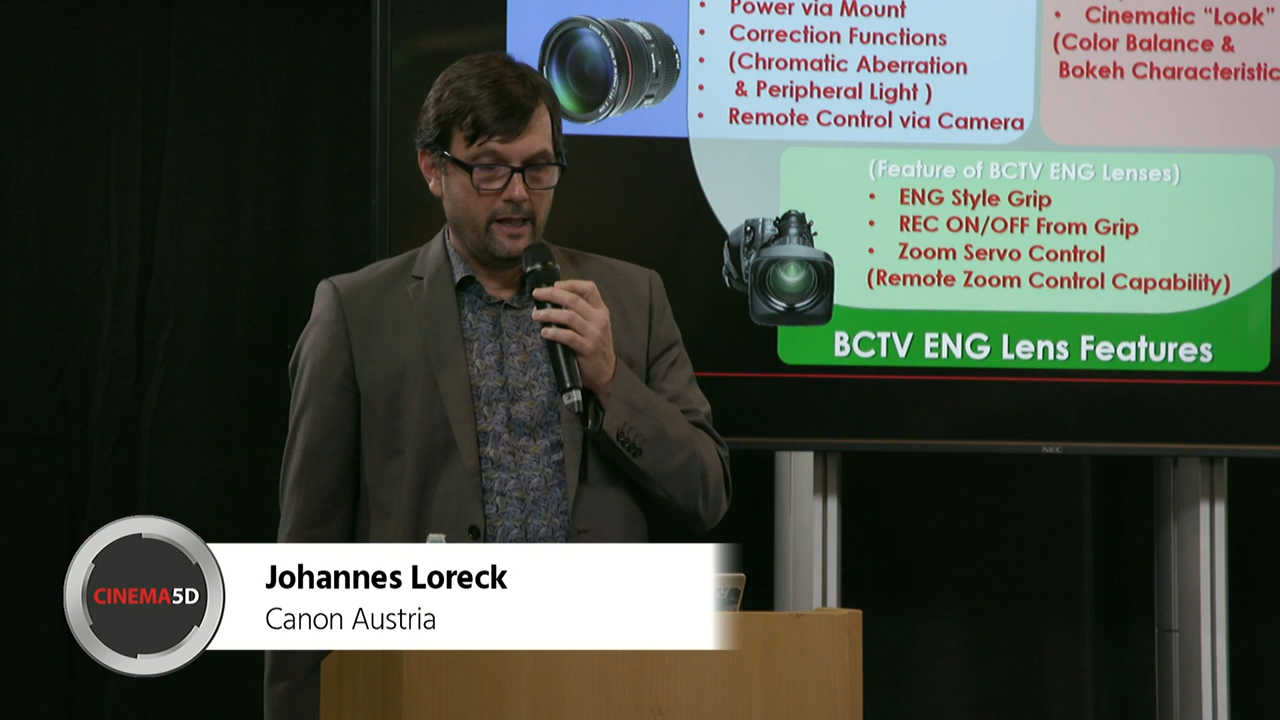 • Power via Mount
• Correction Functions
• (Chromatic Aberration
• & Peripheral Light )
• Remote Control via Camera
• Cinematic “Look”
(Color Balance &
Bokeh Characteristic
(Feature of BCTV ENG Lenses)
• ENG Style Grip
• REC ON/OFF From Grip
• Zoom Servo Control
(Remote Zoom Control Capability)
BCTV ENG Lens Features
NEC
CINEMA5D
Johannes Loreck
Canon Austria